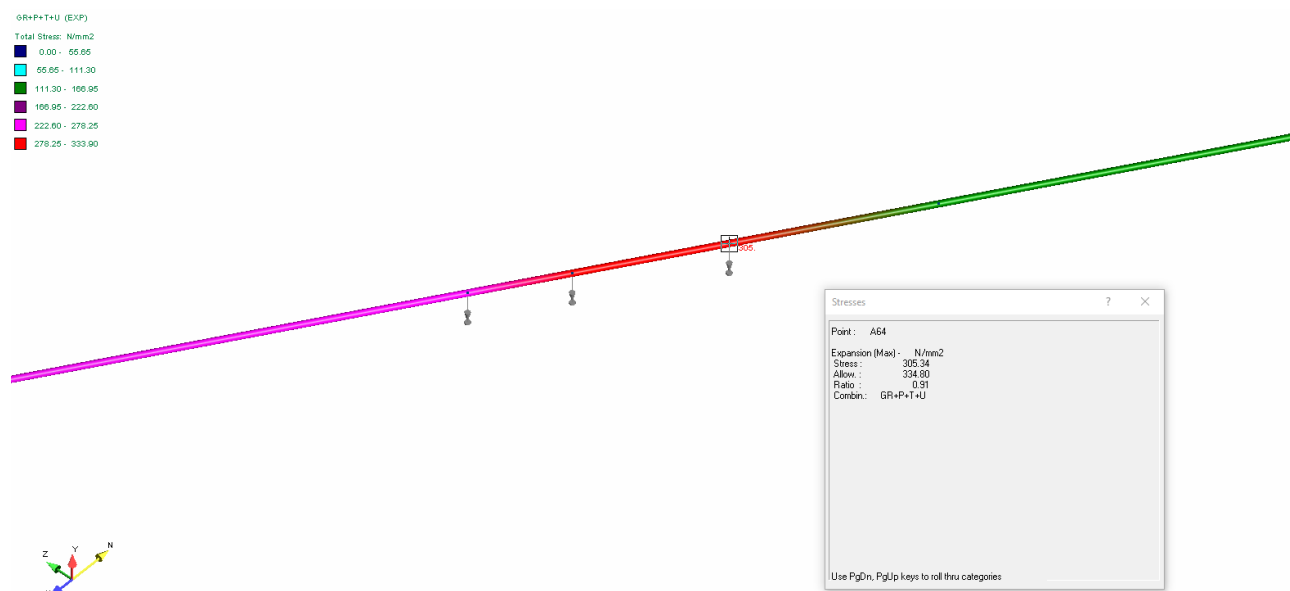 GR+P+T+U (EXP)
Total Stress: N/mm2
0.00 - 55.65
55.65 - 111.30
111.30 - 166.95
166.95 - 222.60
222.60 - 278.25
278.25 - 333.90
305.
Stresses
? ×
Point : A64
Expansion (Max) - N/mm2
Stress : 305.34
Allow. : 334.80
Ratio : 0.91
Combin.: GR+P+T+U
Use PgDn, PgUp keys to roll thru categories
Z Y N